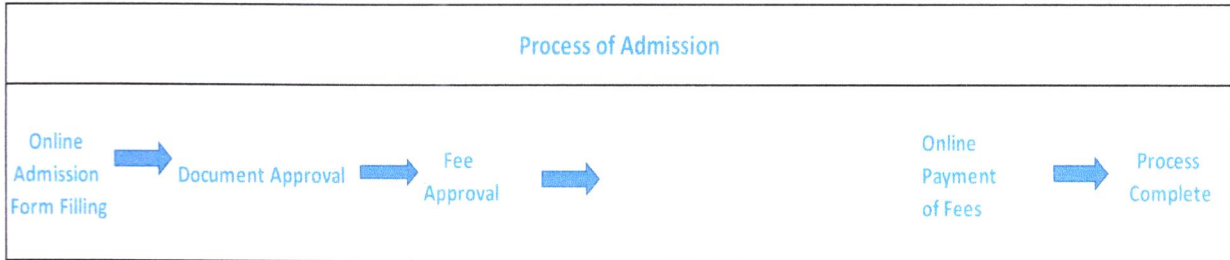 Process of Admission
Online
Admission
Form Filling
Document Approval
Fee
Approval
Online
Payment
of Fees
Process
Complete